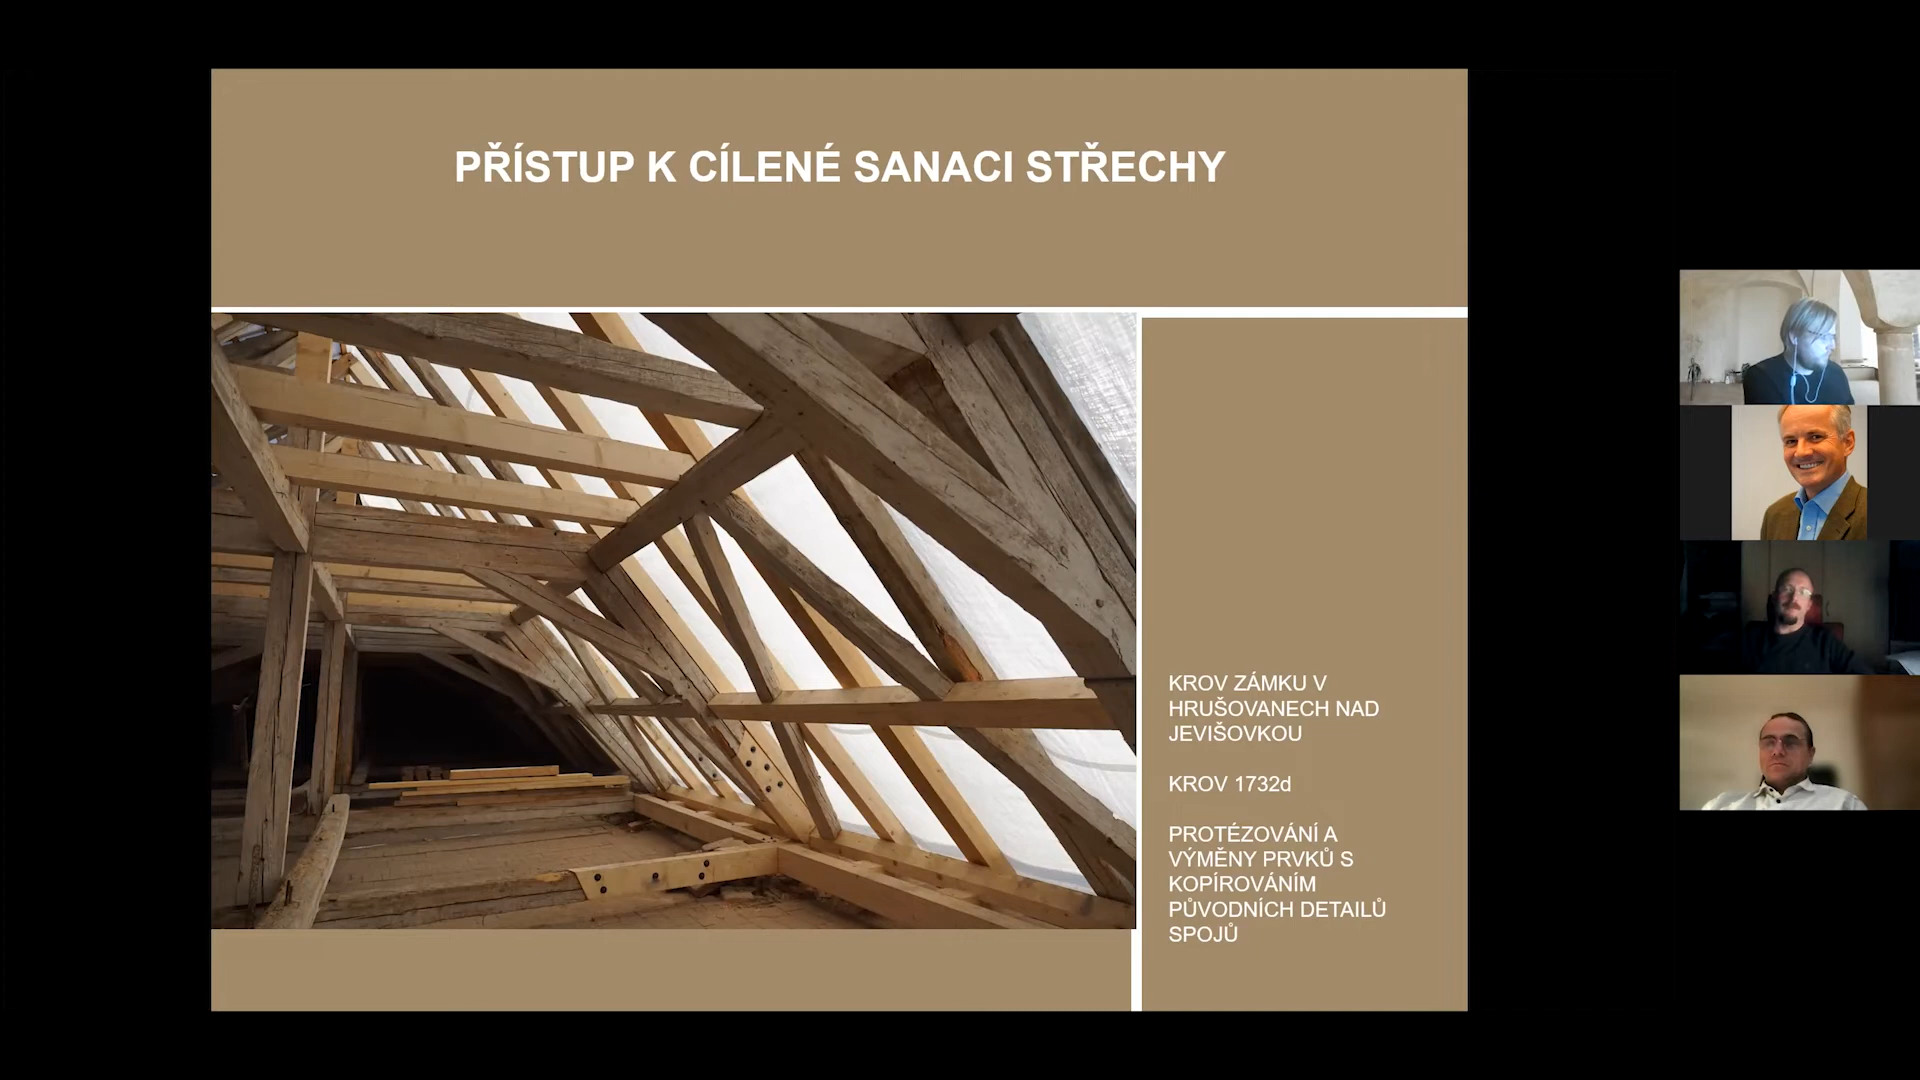 PŘÍSTUP K CÍLENÉ SANACI STŘECHY
KROV ZÁMKU V
HRUŠOVANECH NAD
JEVIŠOVKOU
KROV 1732d
PROTÉZOVÁNÍ A
VÝMĚNY PRVKŮ S
KOPÍROVÁNÍM
PŮVODNÍCH DETAILŮ
SPOJŮ